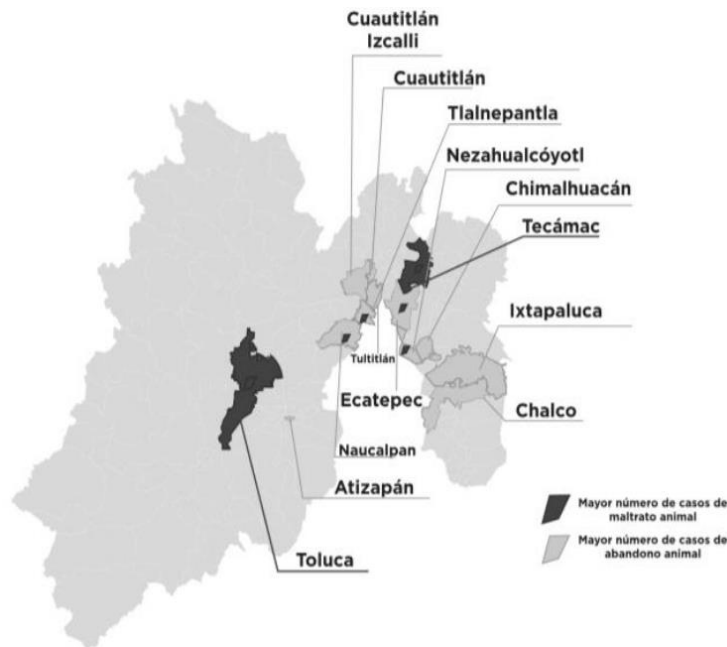 Cuautitlán
Izcalli
Cuautitlán
Tlalnepantla
Nezahualcóyotl
Chimalhuacán
Tecámac
Ixtapaluca
Tultitlán
Ecatepec
Chalco
Naucalpan
Atizapán
Toluca
Mayor número de casos de
maltrato animal
Mayor número de casos de
abandono animal